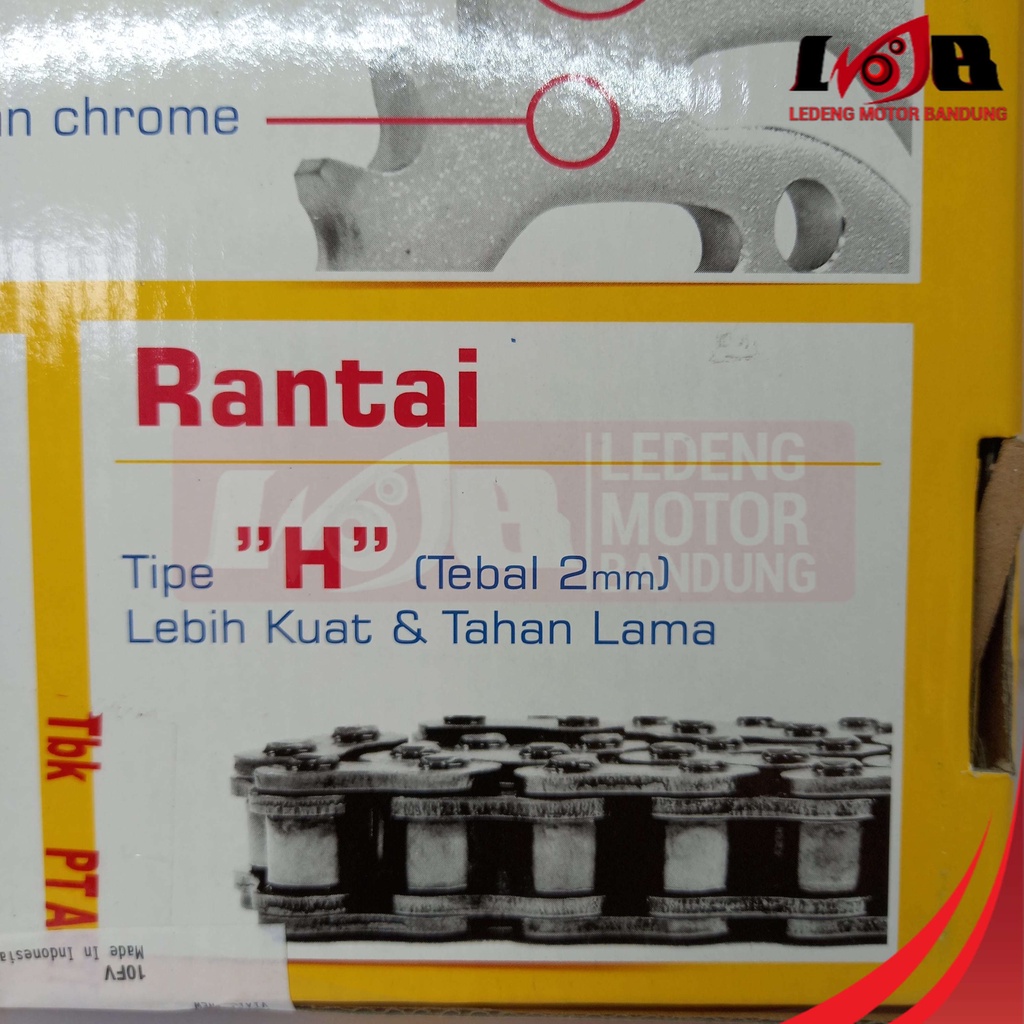 LEDENG MOTOR BANDUNG
an chrome
Rantai
LEDENG
MOTOR
BANDUNG
Tipe "H" (Tebal 2mm)
Lebih Kuat & Tahan Lama
Tbk PTA
Made In Indonesia
10FV